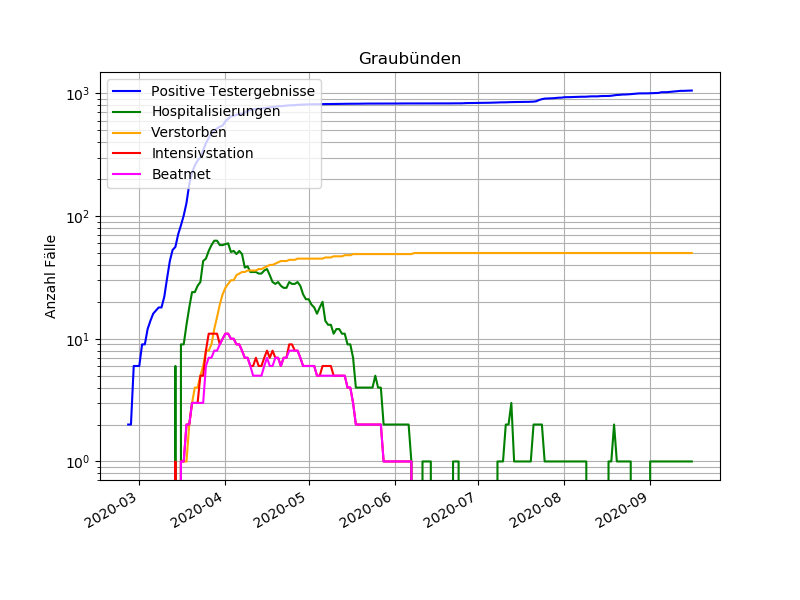 Graubünden
Anzahl Fälle
10³
10²
10¹
10⁰
Positive Testergebnisse
Hospitalisierungen
Verstorben
Intensivstation
Beatmet
2020-03
2020-04
2020-05
2020-06
2020-07
2020-08
2020-09